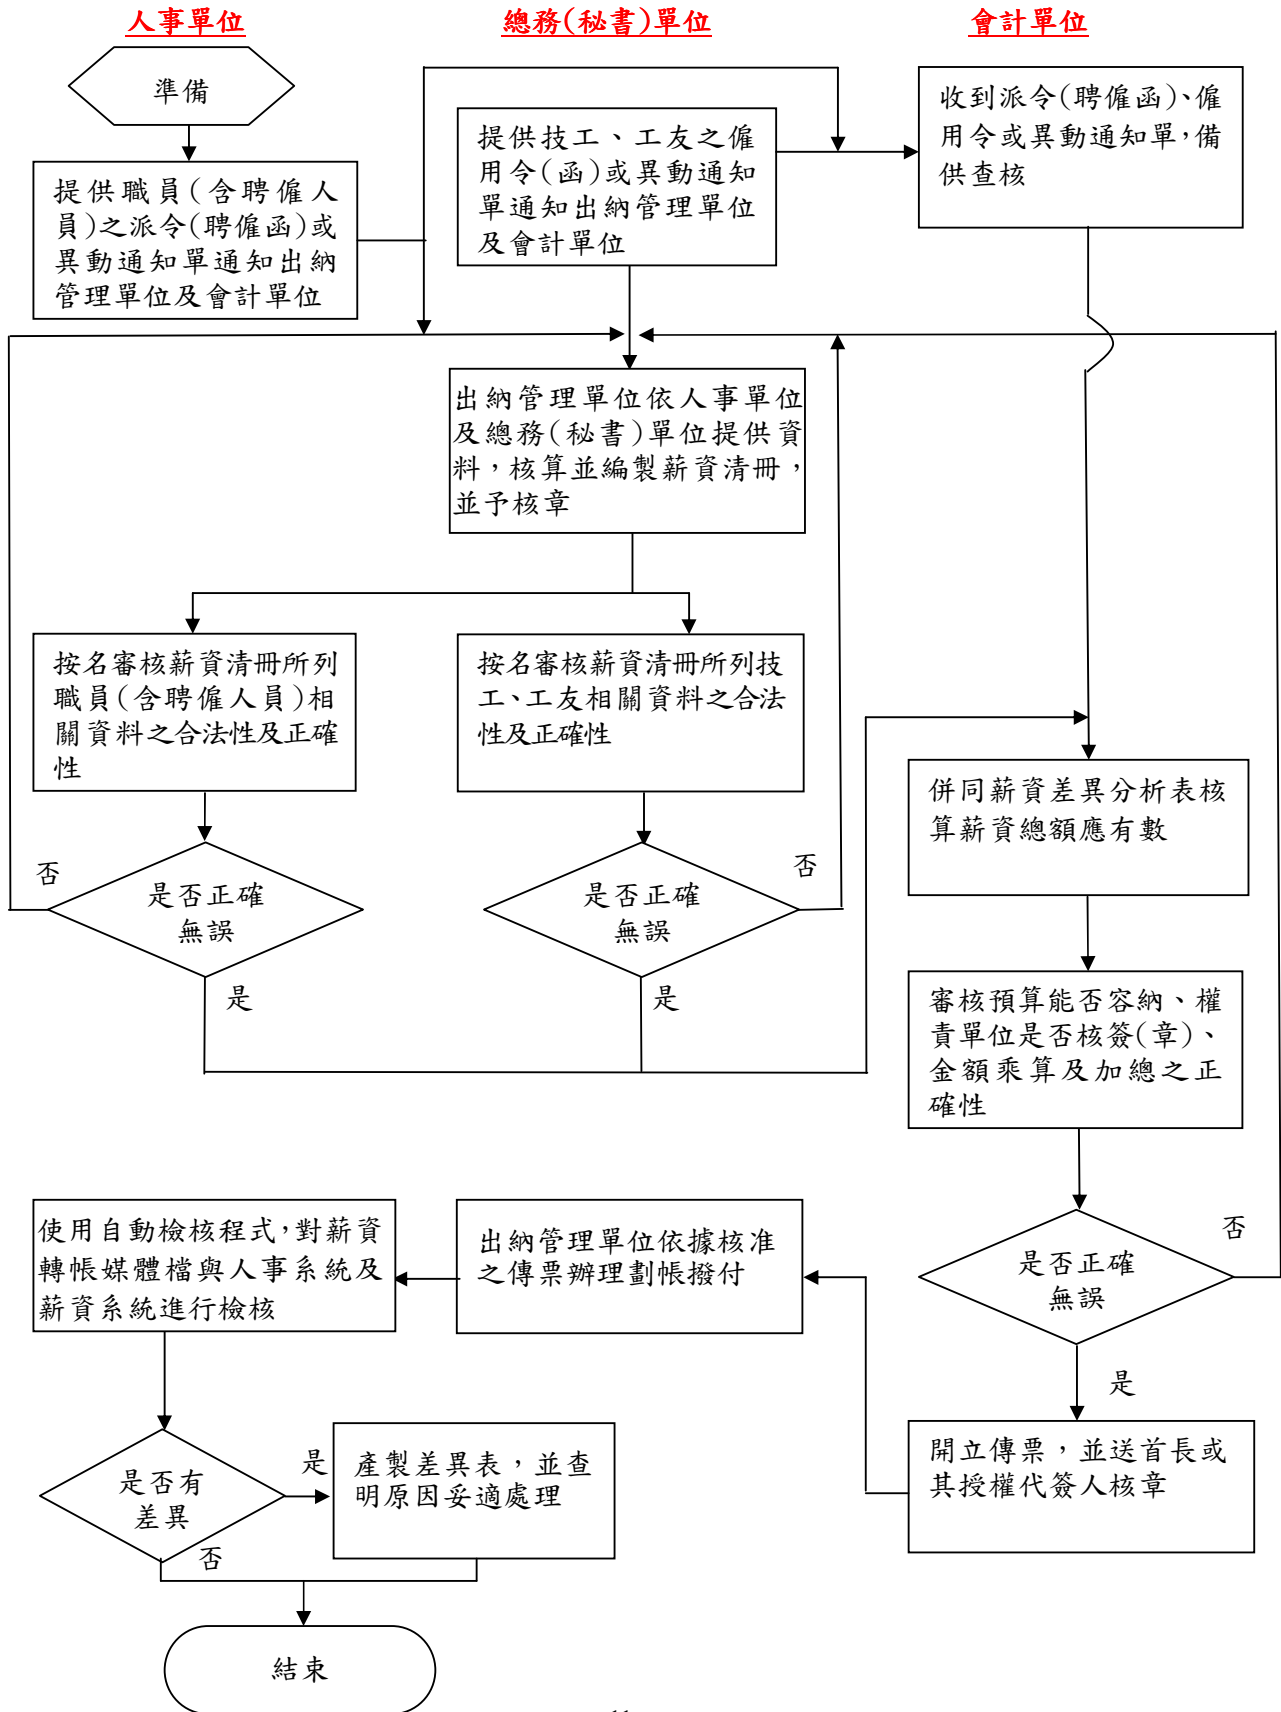 人事單位
總務(秘書)單位
會計單位
準備
提供職員(含聘僱人
員)之派令(聘僱函)或
異動通知單通知出納
管理單位及會計單位
提供技工、工友之僱
用令(函)或異動通知
單通知出納管理單位
及會計單位
收到派令(聘僱函)、僱
用令或異動通知單,備
供查核
出納管理單位依人事單位
及總務(秘書)單位提供資
料,核算並編製薪資清冊,
並予核章
按名審核薪資清冊所列
職員(含聘僱人員)相
關資料之合法性及正確
性
按名審核薪資清冊所列技
工、工友相關資料之合法
性及正確性
併同薪資差異分析表核
算薪資總額應有數
否
是否正確
無誤
是
是否正確
無誤
否
是
審核預算能否容納、權
責單位是否核簽(章)、
金額乘算及加總之正
確性
是否正確
無誤
否
是
開立傳票,並送首長或
其授權代簽人核章
出納管理單位依據核准
之傳票辦理劃帳撥付
使用自動檢核程式,對薪資
轉帳媒體檔與人事系統及
薪資系統進行檢核
是否有
差異
是
否
產製差異表,並查
明原因妥適處理
結束